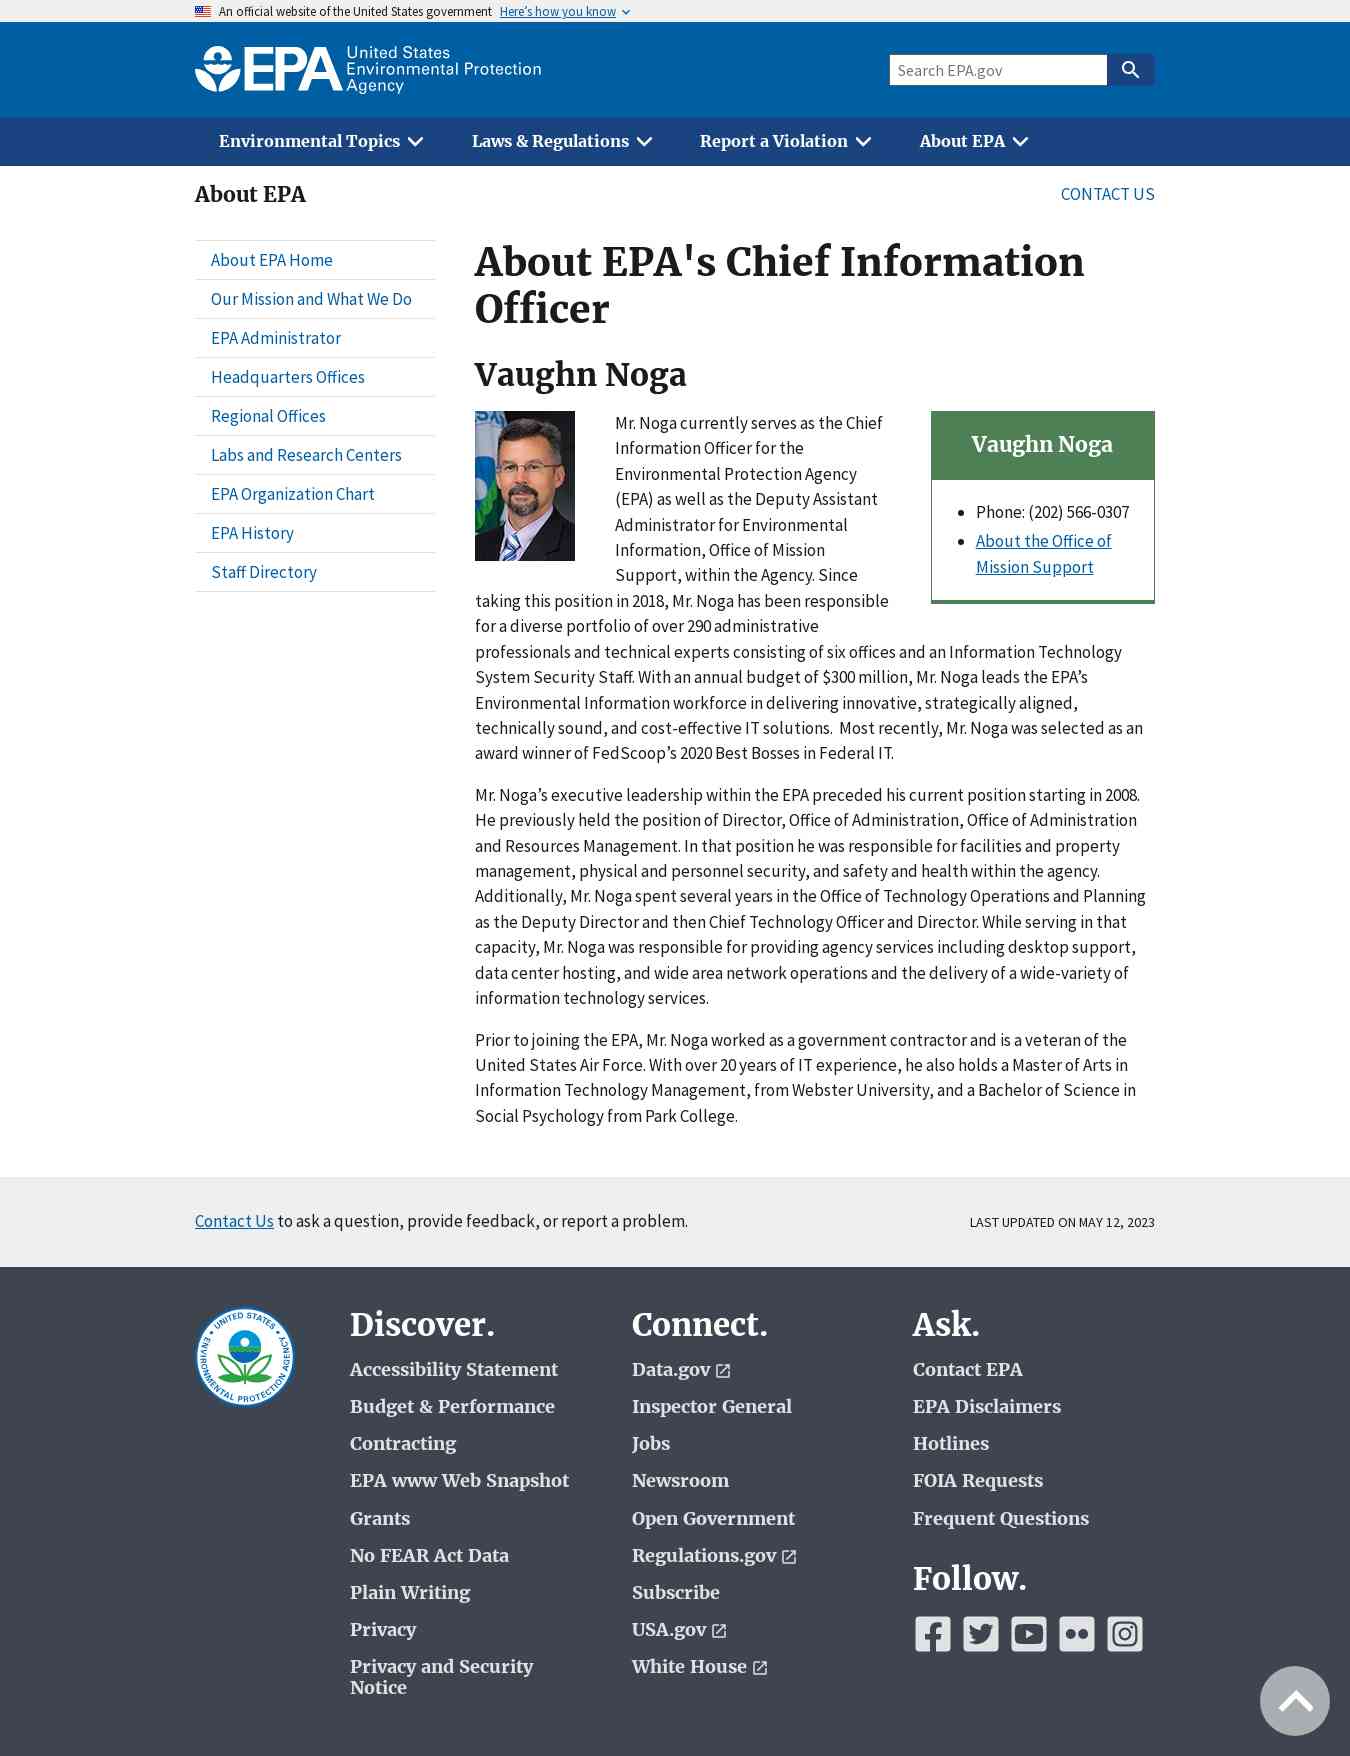 An official website of the United States government Here’s how you know
EPA United States
Environmental Protection
Agency
Search EPA.gov
Environmental Topics
Laws & Regulations
Report a Violation
About EPA
About EPA
CONTACT US
About EPA Home
Our Mission and What We Do
EPA Administrator
Headquarters Offices
Regional Offices
Labs and Research Centers
EPA Organization Chart
EPA History
Staff Directory
About EPA's Chief Information
Officer
Vaughn Noga
Mr. Noga currently serves as the Chief
Information Officer for the
Environmental Protection Agency
(EPA) as well as the Deputy Assistant
Administrator for Environmental
Information, Office of Mission
Support, within the Agency. Since
taking this position in 2018, Mr. Noga has been responsible
for a diverse portfolio of over 290 administrative
professionals and technical experts consisting of six offices and an Information Technology
System Security Staff. With an annual budget of $300 million, Mr. Noga leads the EPA’s
Environmental Information workforce in delivering innovative, strategically aligned,
technically sound, and cost-effective IT solutions.  Most recently, Mr. Noga was selected as an
award winner of FedScoop’s 2020 Best Bosses in Federal IT.
Vaughn Noga
Phone: (202) 566-0307
About the Office of
Mission Support
Mr. Noga’s executive leadership within the EPA preceded his current position starting in 2008.
He previously held the position of Director, Office of Administration, Office of Administration
and Resources Management. In that position he was responsible for facilities and property
management, physical and personnel security, and safety and health within the agency.
Additionally, Mr. Noga spent several years in the Office of Technology Operations and Planning
as the Deputy Director and then Chief Technology Officer and Director. While serving in that
capacity, Mr. Noga was responsible for providing agency services including desktop support,
data center hosting, and wide area network operations and the delivery of a wide-variety of
information technology services.
Prior to joining the EPA, Mr. Noga worked as a government contractor and is a veteran of the
United States Air Force. With over 20 years of IT experience, he also holds a Master of Arts in
Information Technology Management, from Webster University, and a Bachelor of Science in
Social Psychology from Park College.
Contact Us to ask a question, provide feedback, or report a problem.
LAST UPDATED ON MAY 12, 2023
UNITED STATES
ENVIRONMENTAL PROTECTION AGENCY
Discover.
Accessibility Statement
Budget & Performance
Contracting
EPA www Web Snapshot
Grants
No FEAR Act Data
Plain Writing
Privacy
Privacy and Security
Notice
Connect.
Data.gov
Inspector General
Jobs
Newsroom
Open Government
Regulations.gov
Subscribe
USA.gov
White House
Ask.
Contact EPA
EPA Disclaimers
Hotlines
FOIA Requests
Frequent Questions
Follow.